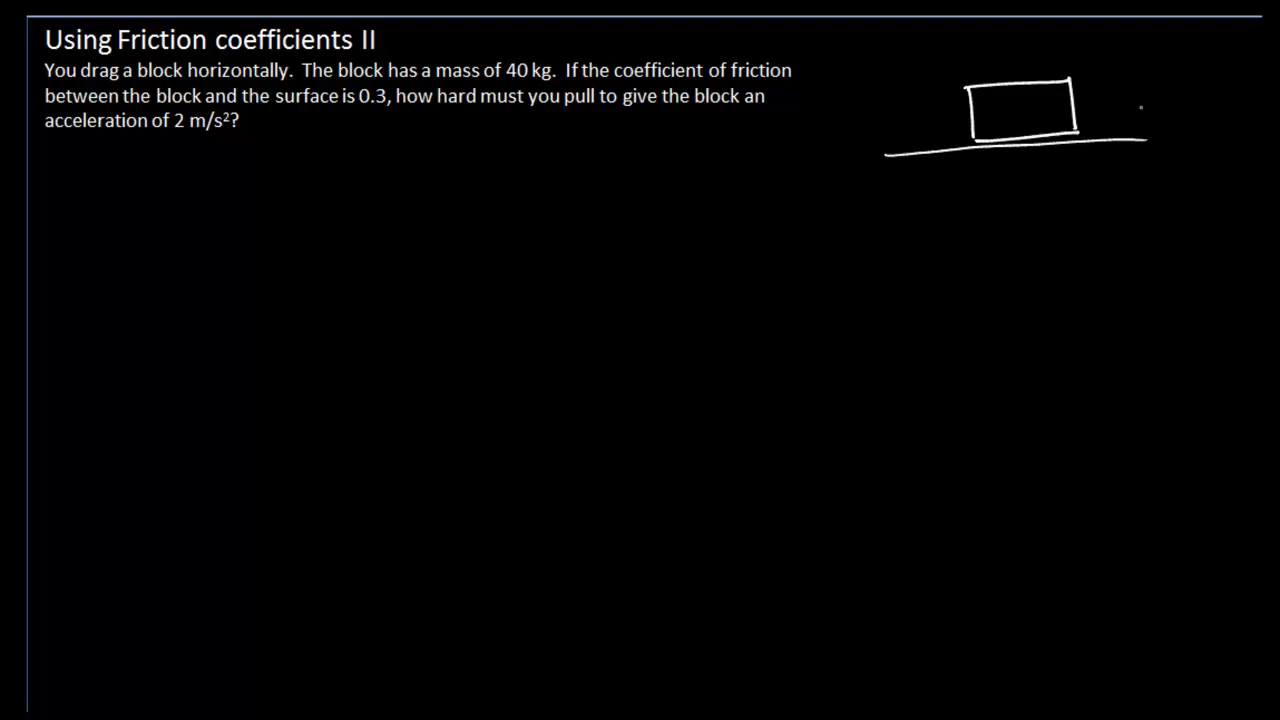 Using Friction coefficients II
You drag a block horizontally.  The block has a mass of 40 kg.  If the coefficient of friction
between the block and the surface is 0.3, how hard must you pull to give the block an
acceleration of 2 m/s²?